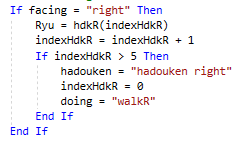 If facing = "right" Then
    Ryu = hdkR(indexHdkR)
    indexHdkR = indexHdkR + 1
    If indexHdkR > 5 Then
        hadouken = "hadouken right"
        indexHdkR = 0
        doing = "walkR"
    End If
End If